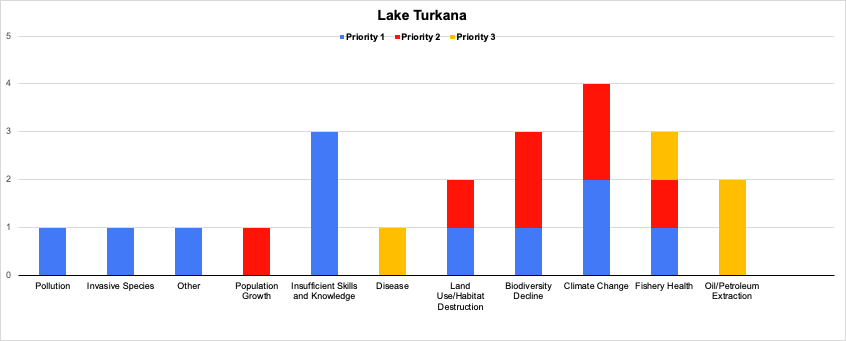 Lake Turkana
Priority 1 Priority 2 Priority 3
5
4
3
2
1
0
Pollution
Invasive Species
Other
Population
Growth
Insufficient Skills
and Knowledge
Disease
Land
Use/Habitat
Destruction
Biodiversity
Decline
Climate Change
Fishery Health
Oil/Petroleum
Extraction